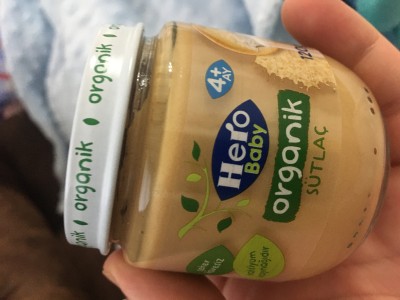 organik organik organik
4+
AY
Hero
Baby
organik
SÜTLAÇ